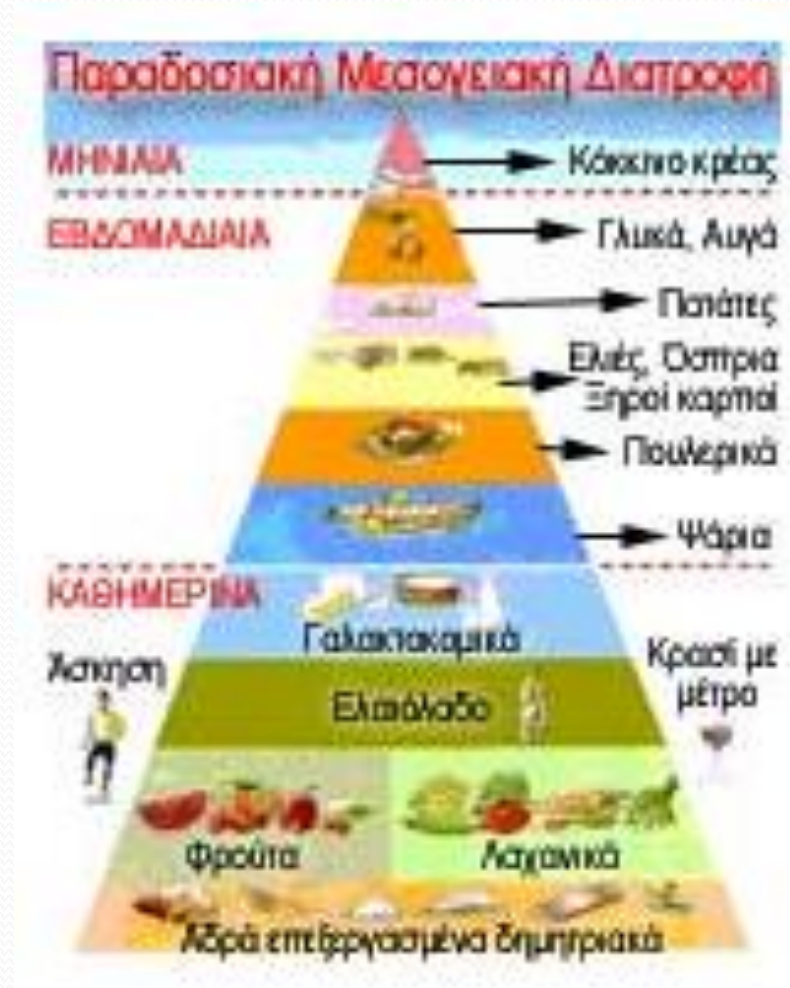 Παραδοσιακή Μεσογειακή Διατροφή
ΜΗΝΙΑΙΑ
Κόκκινο κρέας
ΕΒΔΟΜΑΔΙΑΙΑ
Γλυκά, Αυγά
Πατάτες
Ελιές, Όσπρια
Ξηροί καρποί
Πουλερικά
Ψάρια
ΚΑΘΗΜΕΡΙΝΑ
Γαλακτοκομικά
Άσκηση
Κρασί με
μέτρο
Ελαιόλαδο
Φρούτα
Λαχανικά
Αδρά επεξεργασμένα δημητριακά